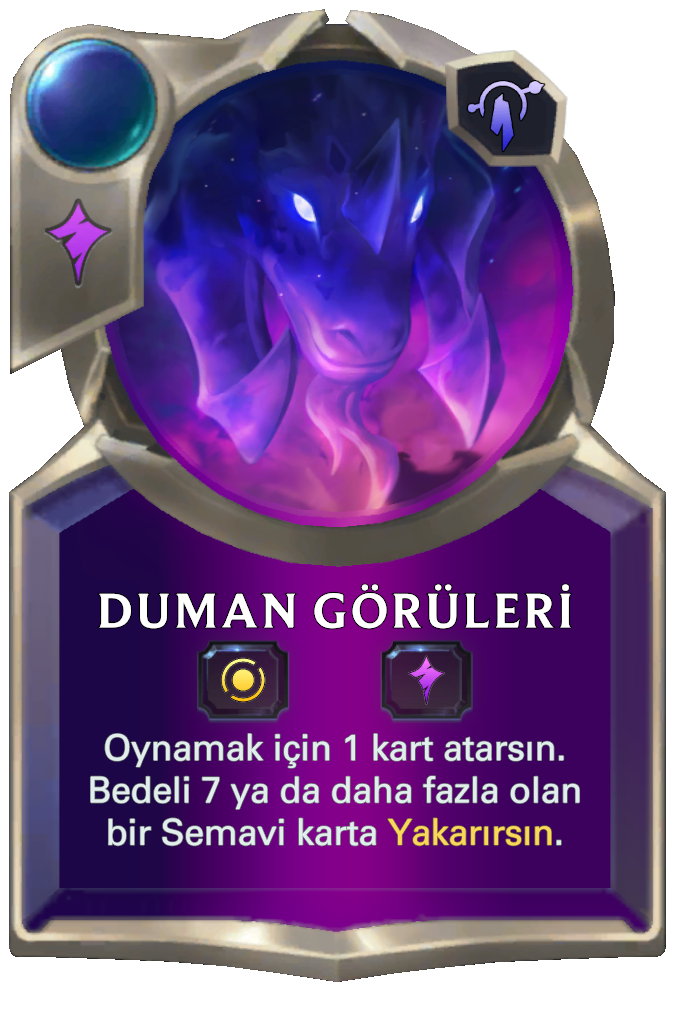 DUMAN GÖRÜLERİ
Oynamak için 1 kart atarsın.
Bedeli 7 ya da daha fazla olan
bir Semavi karta Yakarırsın.